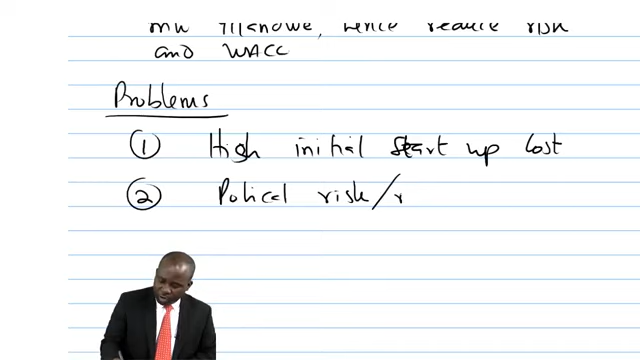 hence reduce risk
and WACC
Problems
① High initial start up cost
② Polical risk/r